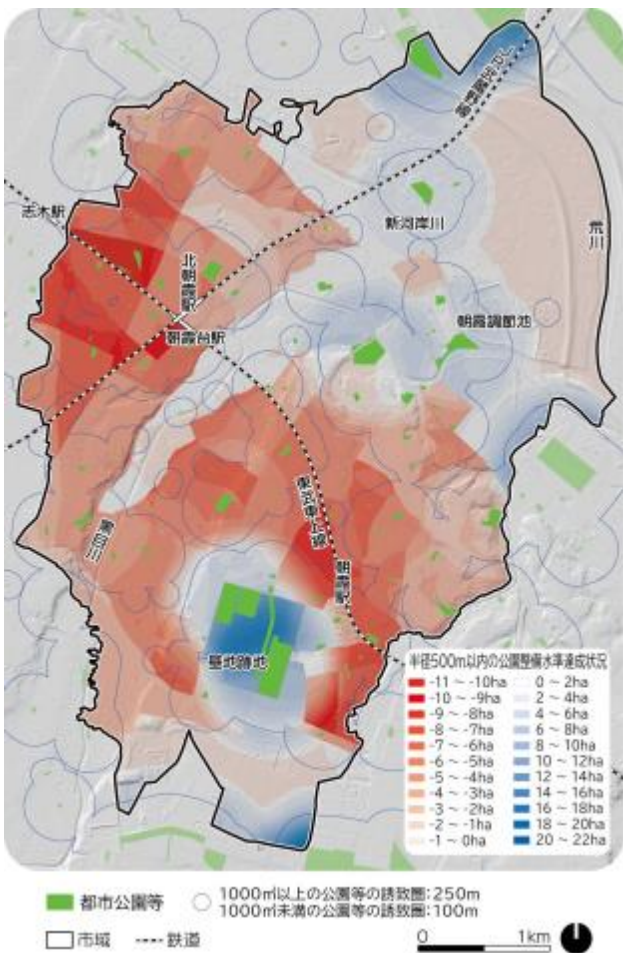 武蔵野線
志木駅
新河岸川
荒川
北朝霞駅
朝霞台駅
朝霞調節池
東武東上線
黒目川
朝霞駅
基地跡地
半径500m以内の公園整備水準達成状況
-11 ~ -10ha
0 ~ 2ha
-10 ~ -9ha
2 ~ 4ha
-9 ~ -8ha
4 ~ 6ha
-8 ~ -7ha
6 ~ 8ha
-7 ~ -6ha
8 ~ 10ha
-6 ~ -5ha
10 ~ 12ha
-5 ~ -4ha
12 ~ 14ha
-4 ~ -3ha
14 ~ 16ha
-3 ~ -2ha
16 ~ 18ha
-2 ~ -1ha
18 ~ 20ha
-1 ~ 0ha
20 ~ 22ha
都市公園等
1000㎡以上の公園等の誘致圏:250m
1000㎡未満の公園等の誘致圏:100m
市域
鉄道
0 1km